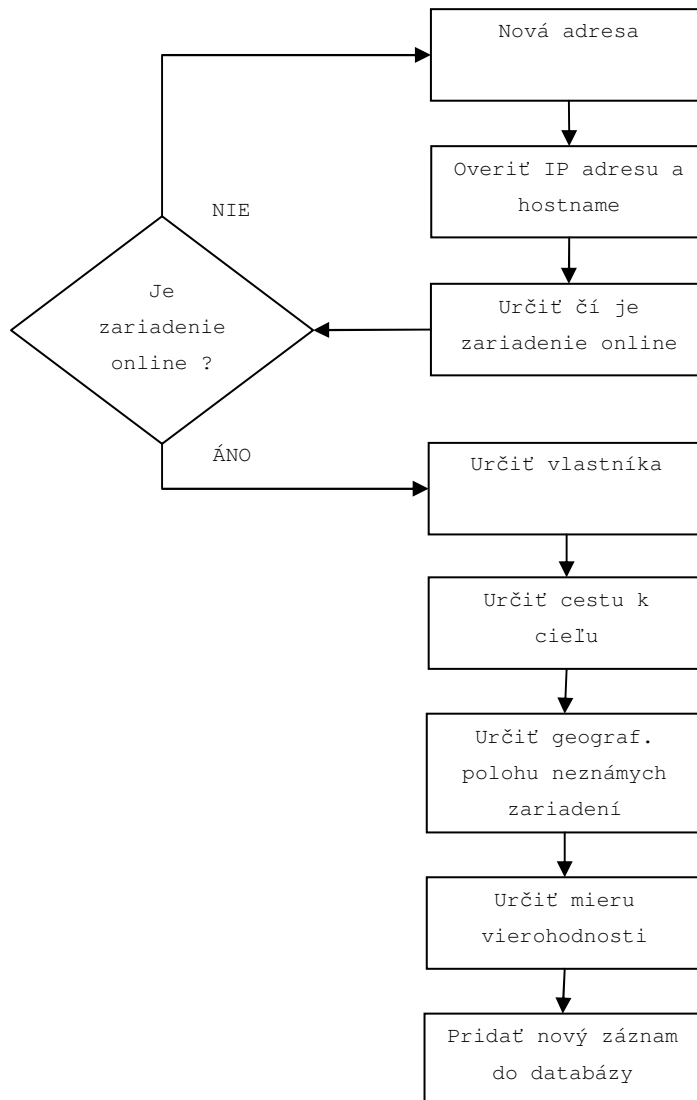 Nová adresa
Overiť IP adresu a
hostname
Určiť čí je
zariadenie online
Je
zariadenie
online ?
NIE
ÁNO
Určiť vlastníka
Určiť cestu k
cieľu
Určiť geograf.
polohu neznámych
zariadení
Určiť mieru
vierohodnosti
Pridať nový záznam
do databázy